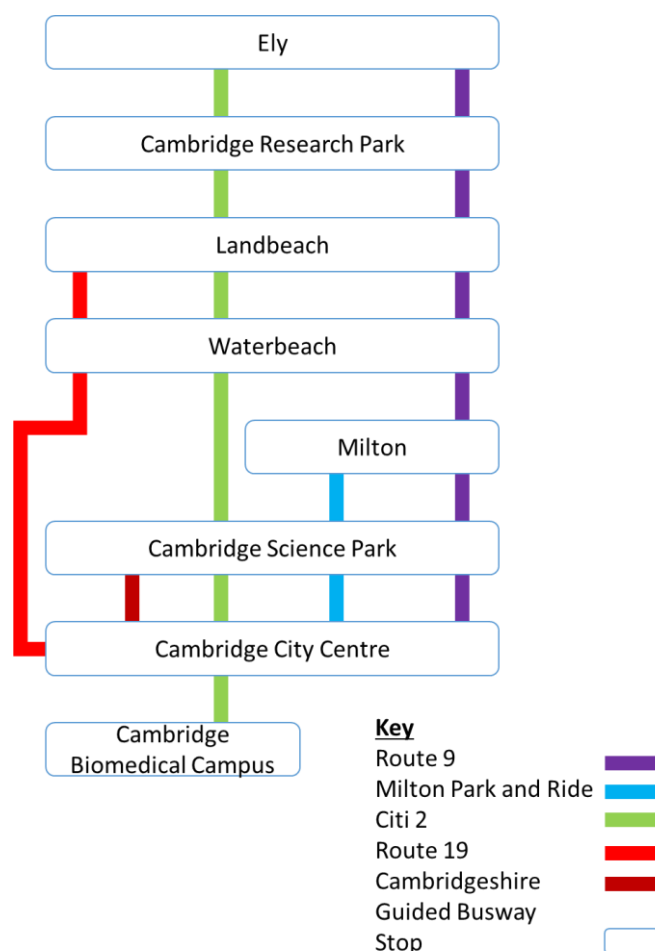 Ely
Cambridge Research Park
Landbeach
Waterbeach
Milton
Cambridge Science Park
Cambridge City Centre
Cambridge
Biomedical Campus
Key
Route 9
Milton Park and Ride
Citi 2
Route 19
Cambridgeshire
Guided Busway
Stop